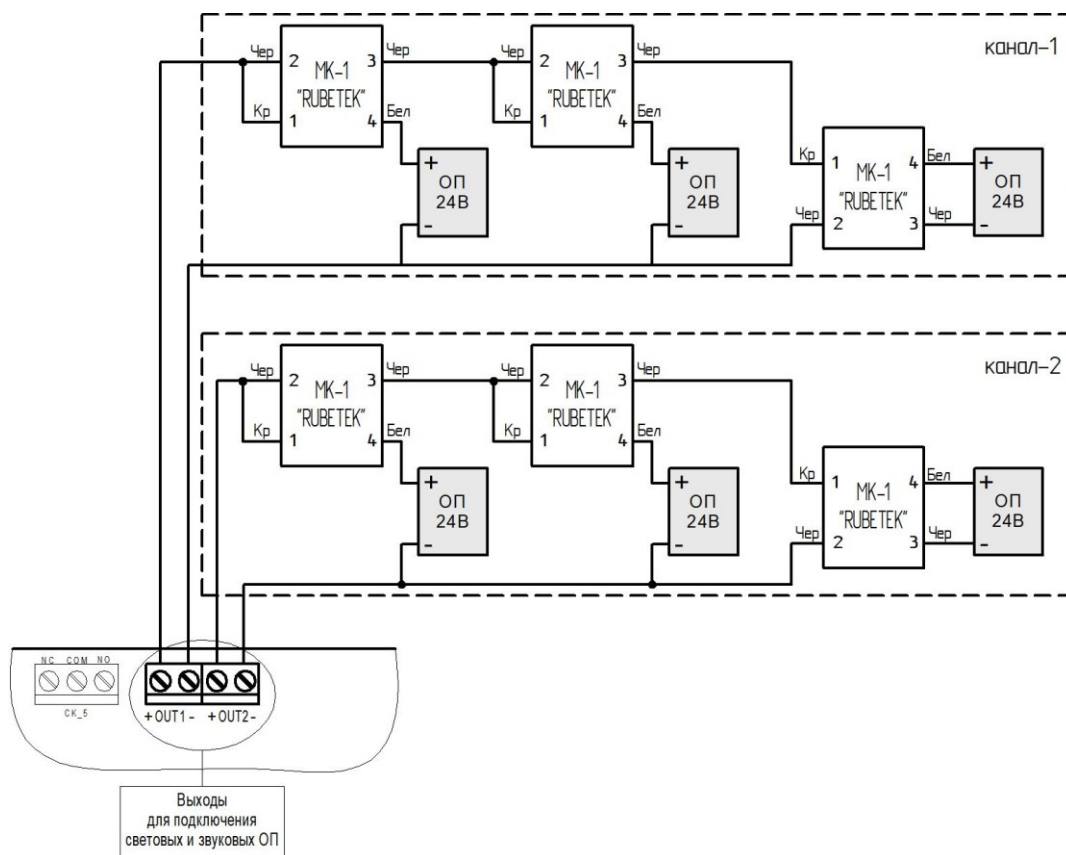 канал-1
Чер 2 МК-1 3 Чер
"RUBETEK"
Кр 1 4 Бел
+
ОП
24В
-
Чер 2 МК-1 3 Чер
"RUBETEK"
Кр 1 4 Бел
+
ОП
24В
-
Кр 1 МК-1 4 Бел
"RUBETEK"
Чер 2 3 Чер
+
ОП
24В
-
канал-2
Чер 2 МК-1 3 Чер
"RUBETEK"
Кр 1 4 Бел
+
ОП
24В
-
Чер 2 МК-1 3 Чер
"RUBETEK"
Кр 1 4 Бел
+
ОП
24В
-
Кр 1 МК-1 4 Бел
"RUBETEK"
Чер 2 3 Чер
+
ОП
24В
-
NC COM NO
СК_5
+ OUT1 - + OUT2 -
Выходы
для подключения
световых и звуковых ОП